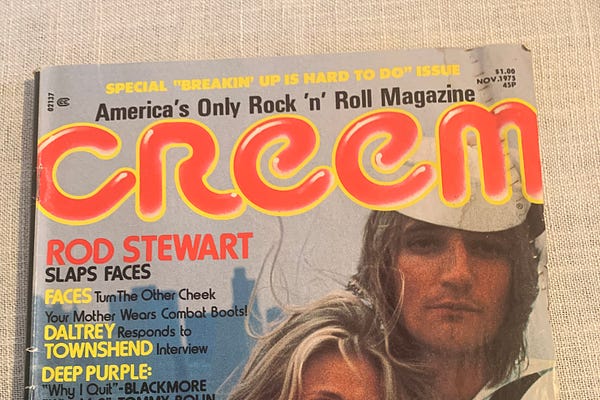 SPECIAL "BREAKIN' UP IS HARD TO DO" ISSUE
$1.00
NOV. 1975
45P
02137
America's Only Rock 'n' Roll Magazine
CREEM
ROD STEWART
SLAPS FACES
FACES Turn The Other Cheek
Your Mother Wears Combat Boots!
DALTREY Responds to
TOWNSHEND Interview
DEEP PURPLE:
"Why I Quit"-BLACKMORE
TOMMY BOLIN